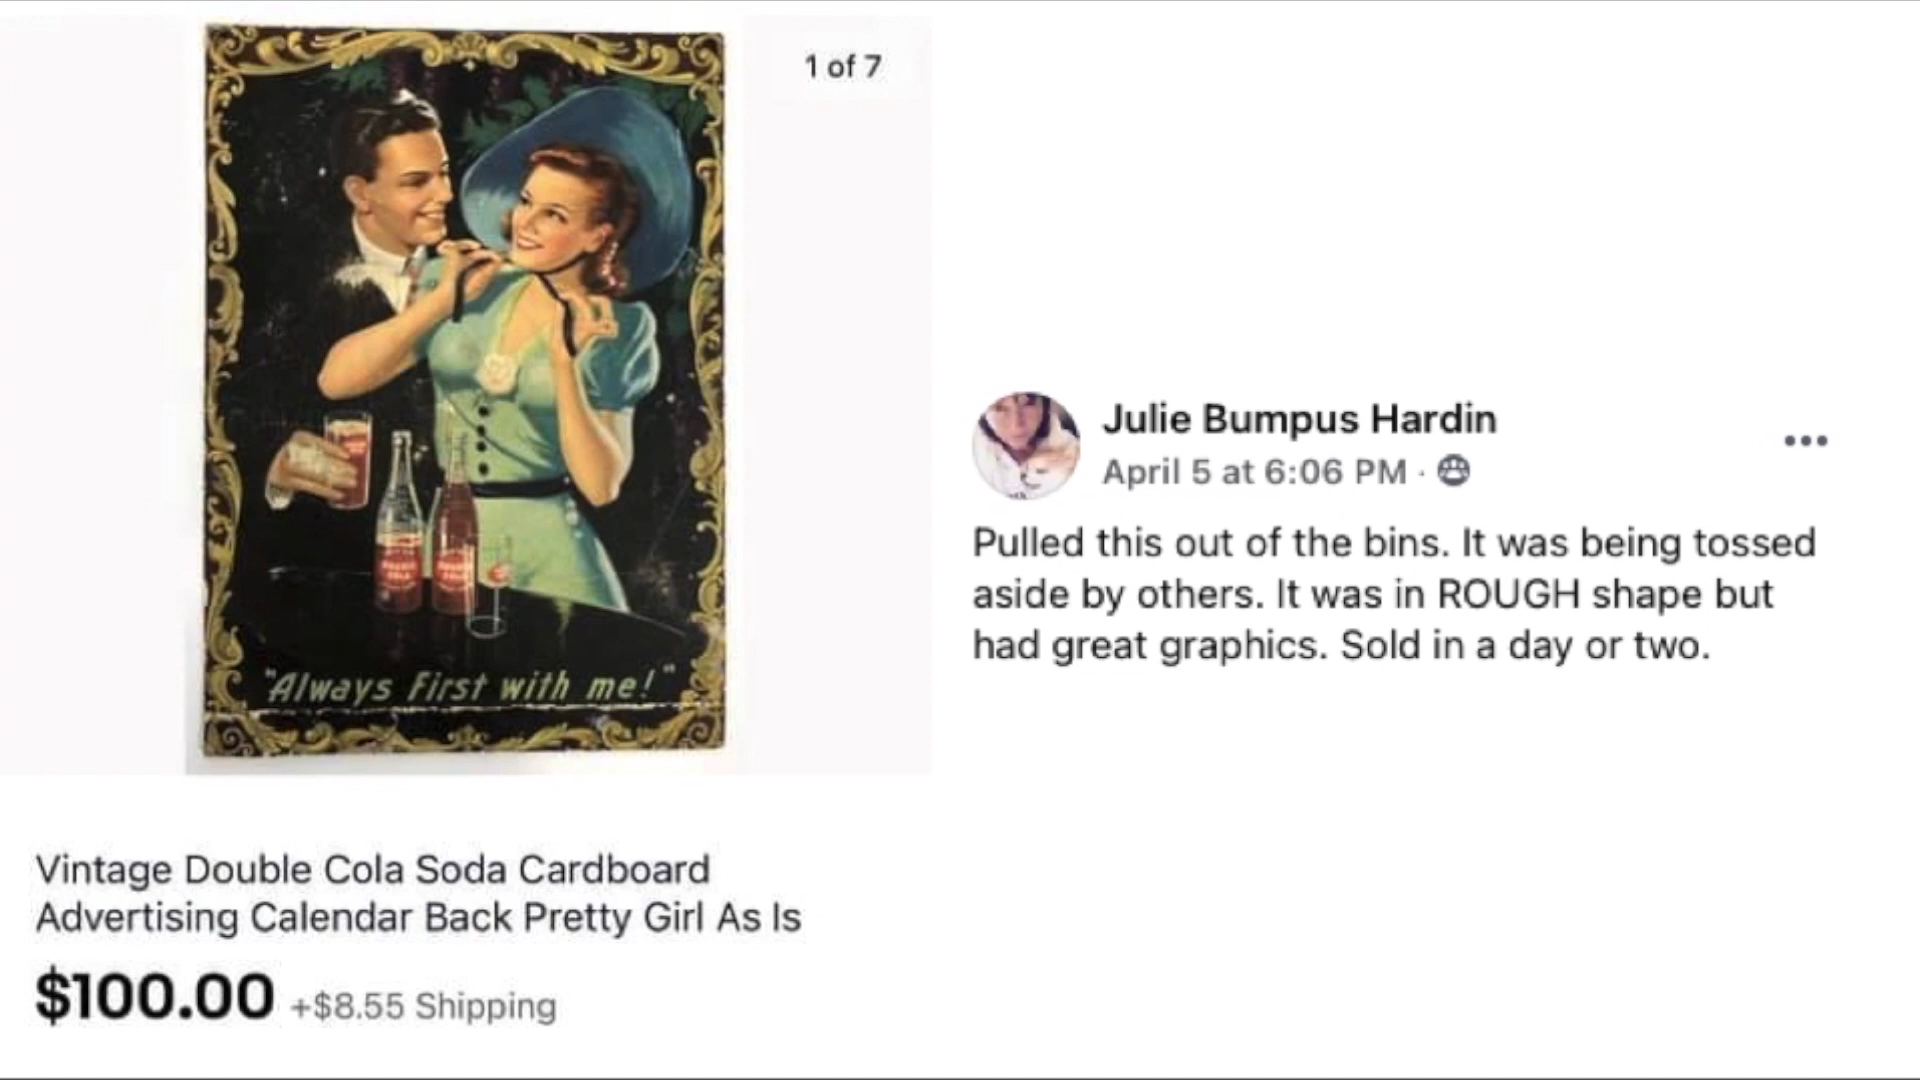 1 of 7
"Always First with me!"
Vintage Double Cola Soda Cardboard
Advertising Calendar Back Pretty Girl As Is
$100.00 +$8.55 Shipping
Julie Bumpus Hardin
April 5 at 6:06 PM ·
Pulled this out of the bins. It was being tossed
aside by others. It was in ROUGH shape but
had great graphics. Sold in a day or two.